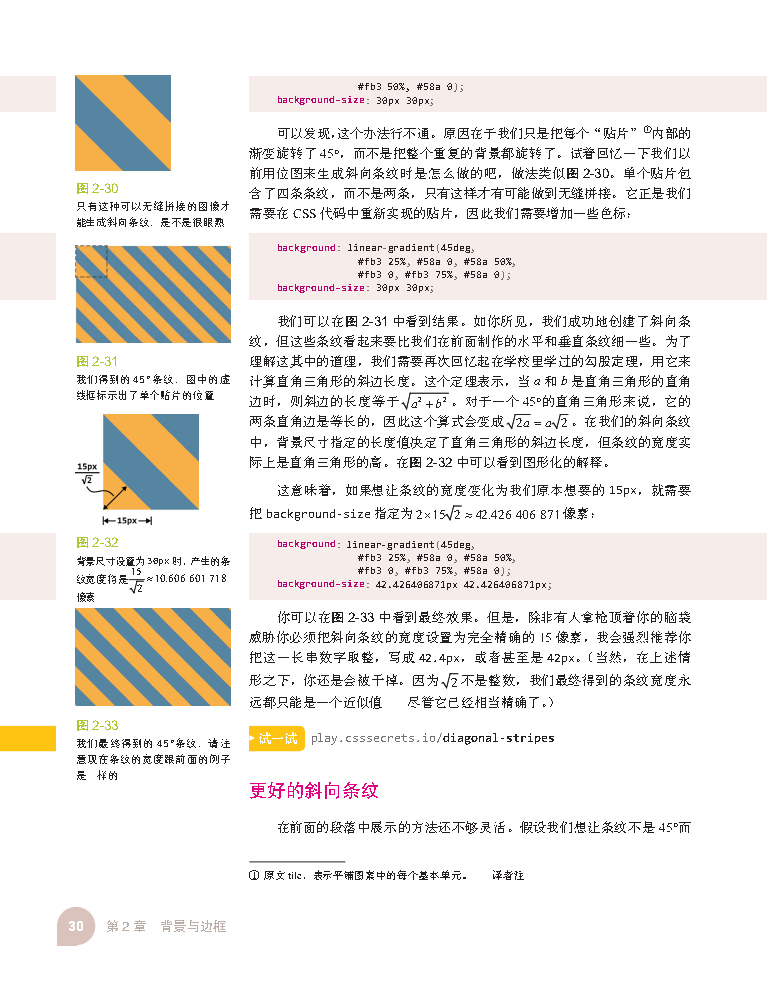 #fb3 50%, #58a 0);
background-size: 30px 30px;
可以发现,这个办法行不通。原因在于我们只是把每个“贴片”①内部的
渐变旋转了 45°，而不是把整个重复的背景都旋转了。试着回忆一下我们以
前用位图来生成斜向条纹时是怎么做的吧，做法类似图 2-30。单个贴片包
含了四条条纹，而不是两条，只有这样才有可能做到无缝拼接。它正是我们
需要在 CSS 代码中重新实现的贴片，因此我们需要增加一些色标：
background: linear-gradient(45deg,
#fb3 25%, #58a 0, #58a 50%,
#fb3 0, #fb3 75%, #58a 0);
background-size: 30px 30px;
我们可以在图 2-31 中看到结果。如你所见，我们成功地创建了斜向条
纹，但这些条纹看起来要比我们在前面制作的水平和垂直条纹细一些。为了
理解这其中的道理，我们需要再次回忆起在学校里学过的勾股定理，用它来
计算直角三角形的斜边长度。这个定理表示，当 a 和 b 是直角三角形的直角
边时，则斜边的长度等于 √a² + b² 。对于一个 45°的直角三角形来说，它的
两条直角边是等长的，因此这个算式会变成 √2a = a√2 。在我们的斜向条纹
中，背景尺寸指定的长度值决定了直角三角形的斜边长度，但条纹的宽度实
际上是直角三角形的高。在图 2-32 中可以看到图形化的解释。
这意味着，如果想让条纹的宽度变化为我们原本想要的 15px，就需要
把 background-size 指定为 2×15√2 ≈ 42.426 406 871 像素：
background: linear-gradient(45deg,
#fb3 25%, #58a 0, #58a 50%,
#fb3 0, #fb3 75%, #58a 0);
background-size: 42.426406871px 42.426406871px;
你可以在图 2-33 中看到最终效果。但是，除非有人拿枪顶着你的脑袋
威胁你必须把斜向条纹的宽度设置为完全精确的 15 像素，我会强烈推荐你
把这一长串数字取整，写成 42.4px，或者甚至是 42px。（当然，在上述情
形之下，你还是会被干掉。因为 √2 不是整数，我们最终得到的条纹宽度永
远都只能是一个近似值 尽管它已经相当精确了。）
试一试 play.csssecrets.io/diagonal-stripes
更好的斜向条纹
在前面的段落中展示的方法还不够灵活。假设我们想让条纹不是 45°而
① 原文 tile，表示平铺图案中的每个基本单元。 译者注
图 2-30
只有这种可以无缝拼接的图像才
能生成斜向条纹，是不是很眼熟
图 2-31
我们得到的 45°条纹，图中的虚
线框标示出了单个贴片的位置
15px
√2
15px
图 2-32
背景尺寸设置为 30px 时，产生的条
纹宽度将是 15/√2 ≈ 10.606 601 718
像素
图 2-33
我们最终得到的 45°条纹，请注
意现在条纹的宽度跟前面的例子
是 样的
30 第 2 章 背景与边框